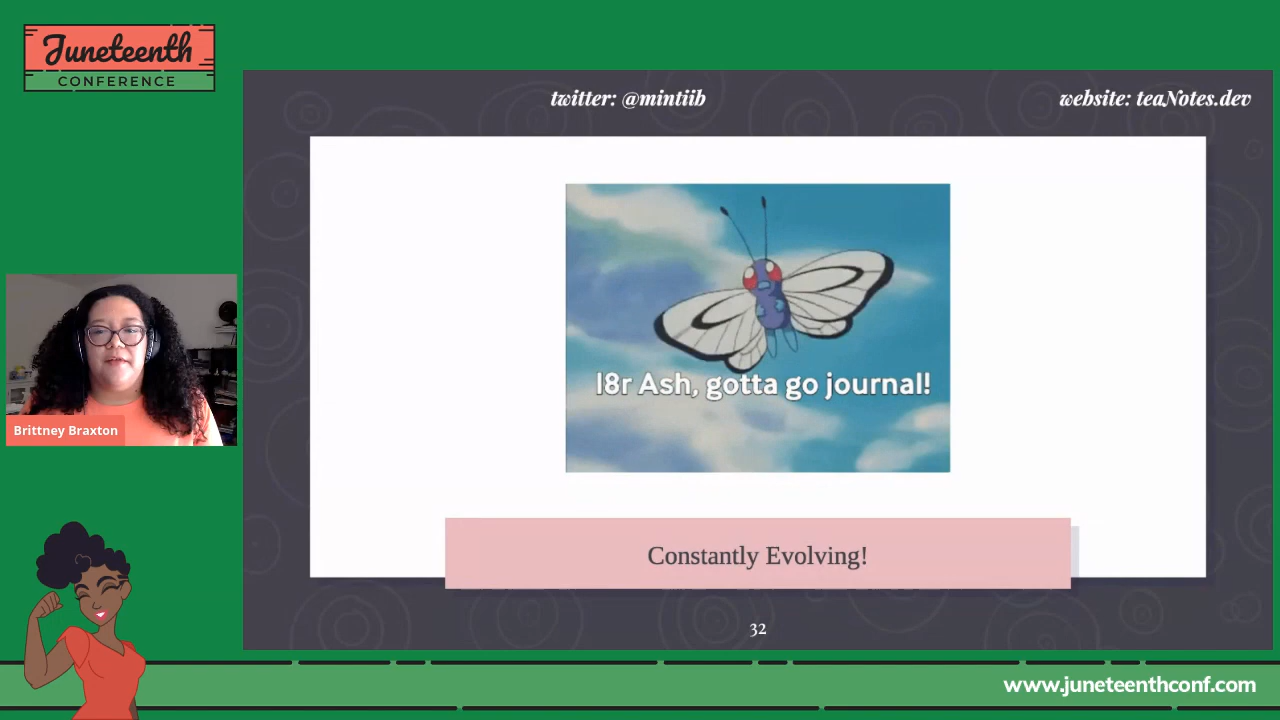 Juneteenth
CONFERENCE
twitter: @mintiib
website: teaNotes.dev
l8r Ash, gotta go journal!
Brittney Braxton
Constantly Evolving!
32
www.juneteenthconf.com